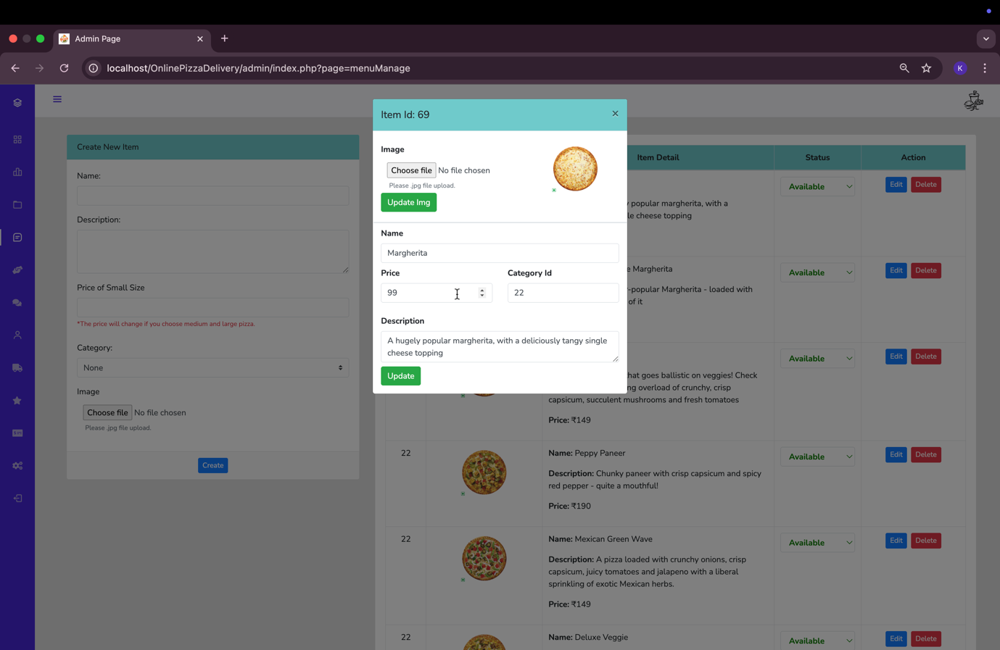 Admin Page
localhost/OnlinePizzaDelivery/admin/index.php?page=menuManage
K
Create New Item
Name:
Description:
Price of Small Size
*The price will change if you choose medium and large pizza.
Category:
None
Image
Choose file No file chosen
Please .jpg file upload.
Create
Item Id: 69
×
Image
Choose file No file chosen
Please .jpg file upload.
Update Img
Name
Margherita
Price
Category Id
99
22
Description
A hugely popular margherita, with a deliciously tangy single
cheese topping
Update
Item Detail
Status
Action
popular margherita, with a
cheese topping
Available
Edit
Delete
Margherita
-popular Margherita - loaded with
of it
Available
Edit
Delete
that goes ballistic on veggies! Check
overload of crunchy, crisp
capsicum, succulent mushrooms and fresh tomatoes
Price: ₹149
Available
Edit
Delete
22
Name: Peppy Paneer
Description: Chunky paneer with crisp capsicum and spicy
red pepper - quite a mouthful!
Price: ₹190
Available
Edit
Delete
22
Name: Mexican Green Wave
Description: A pizza loaded with crunchy onions, crisp
capsicum, juicy tomatoes and jalapeno with a liberal
sprinkling of exotic Mexican herbs.
Price: ₹149
Available
Edit
Delete
22
Name: Deluxe Veggie
Available
Edit
Delete